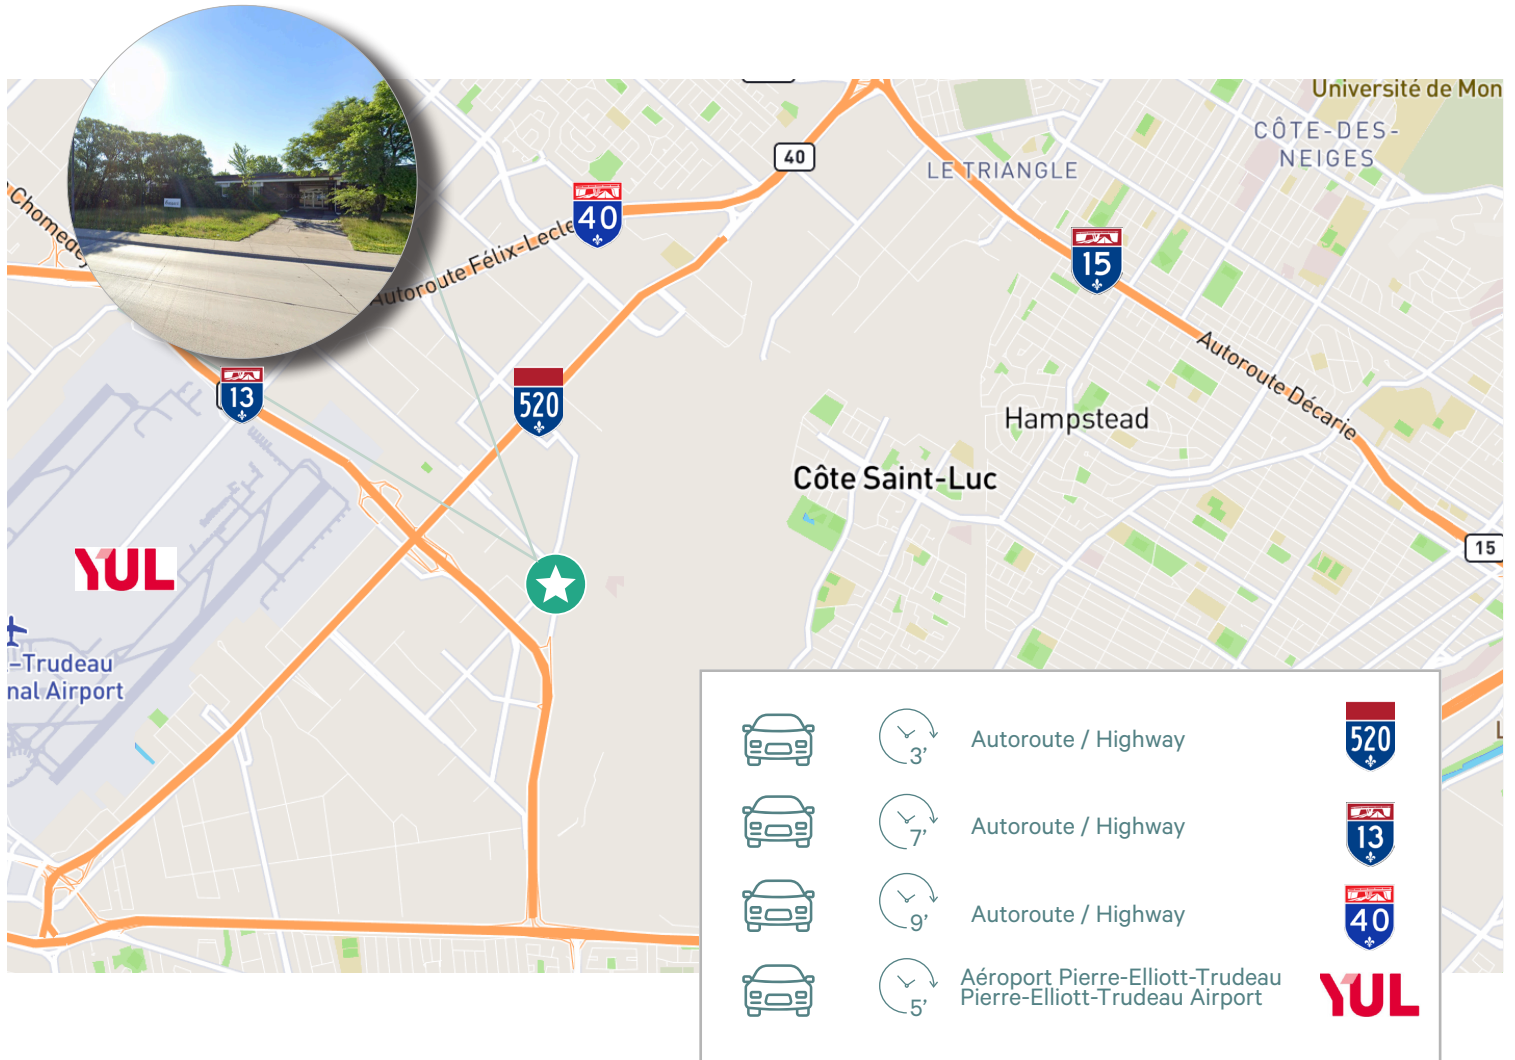 Université de Mon
CÔTE-DES-
NEIGES
LE TRIANGLE
40
40
15
Chomedey
Autoroute Félix-Lecle
Autoroute Décarie
13
520
Hampstead
Côte Saint-Luc
15
YUL
-Trudeau
nal Airport
L
3' Autoroute / Highway 520
7' Autoroute / Highway 13
9' Autoroute / Highway 40
5' Aéroport Pierre-Elliott-Trudeau YUL
Pierre-Elliott-Trudeau Airport